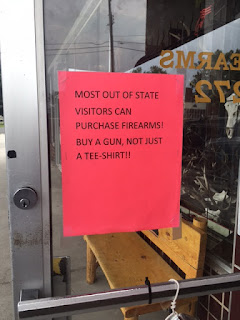 MOST OUT OF STATE
VISITORS CAN
PURCHASE FIREARMS!
BUY A GUN, NOT JUST
A TEE-SHIRT!!